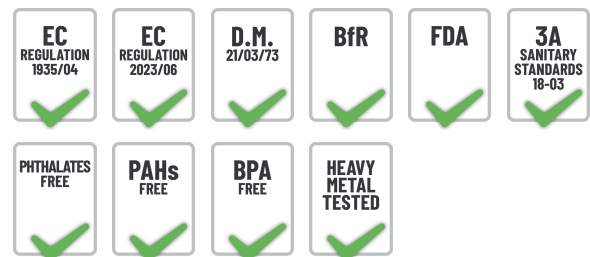 EC
REGULATION
1935/04
EC
REGULATION
2023/06
D.M.
21/03/73
BfR
FDA
3A
SANITARY
STANDARDS
18-03
PHTHALATES
FREE
PAHs
FREE
BPA
FREE
HEAVY
METAL
TESTED